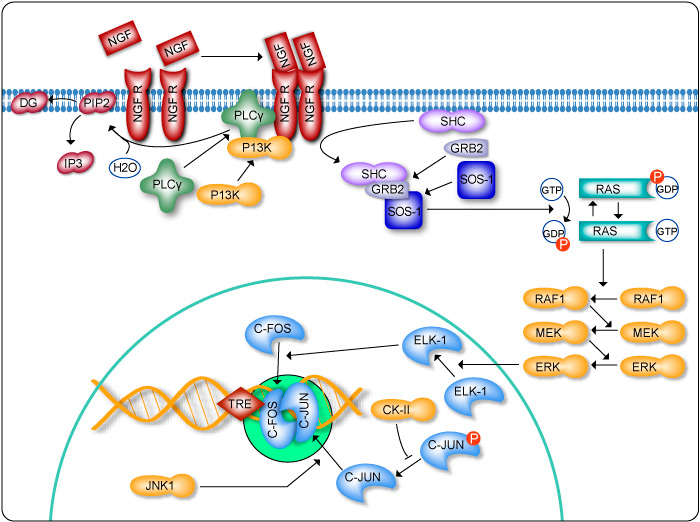 NGF
NGF
NGF
NGF
NGF R
NGF R
NGF R
NGF R
DG
PIP2
IP3
H2O
PLCγ
P13K
PLCγ
P13K
SHC
GRB2
SHC
GRB2
SOS-1
SOS-1
GTP
GDP
P
RAS
P
GDP
RAS
GTP
RAF1
RAF1
MEK
MEK
ERK
ERK
C-FOS
ELK-1
ELK-1
TRE
C-FOS
C-JUN
CK-II
C-JUN
P
C-JUN
JNK1